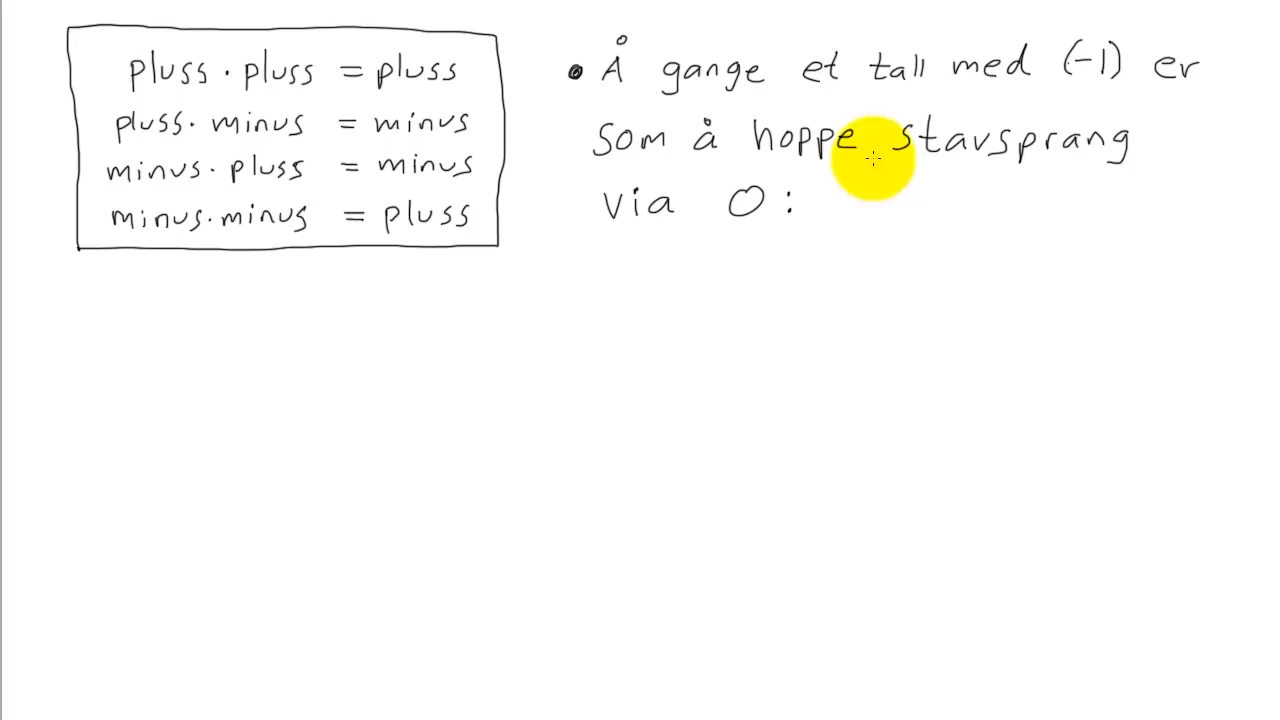 pluss · pluss = pluss
pluss · minus = minus
minus · pluss = minus
minus · minus = pluss
• Å gange et tall med (-1) er
som å hoppe stavsprang
via 0: